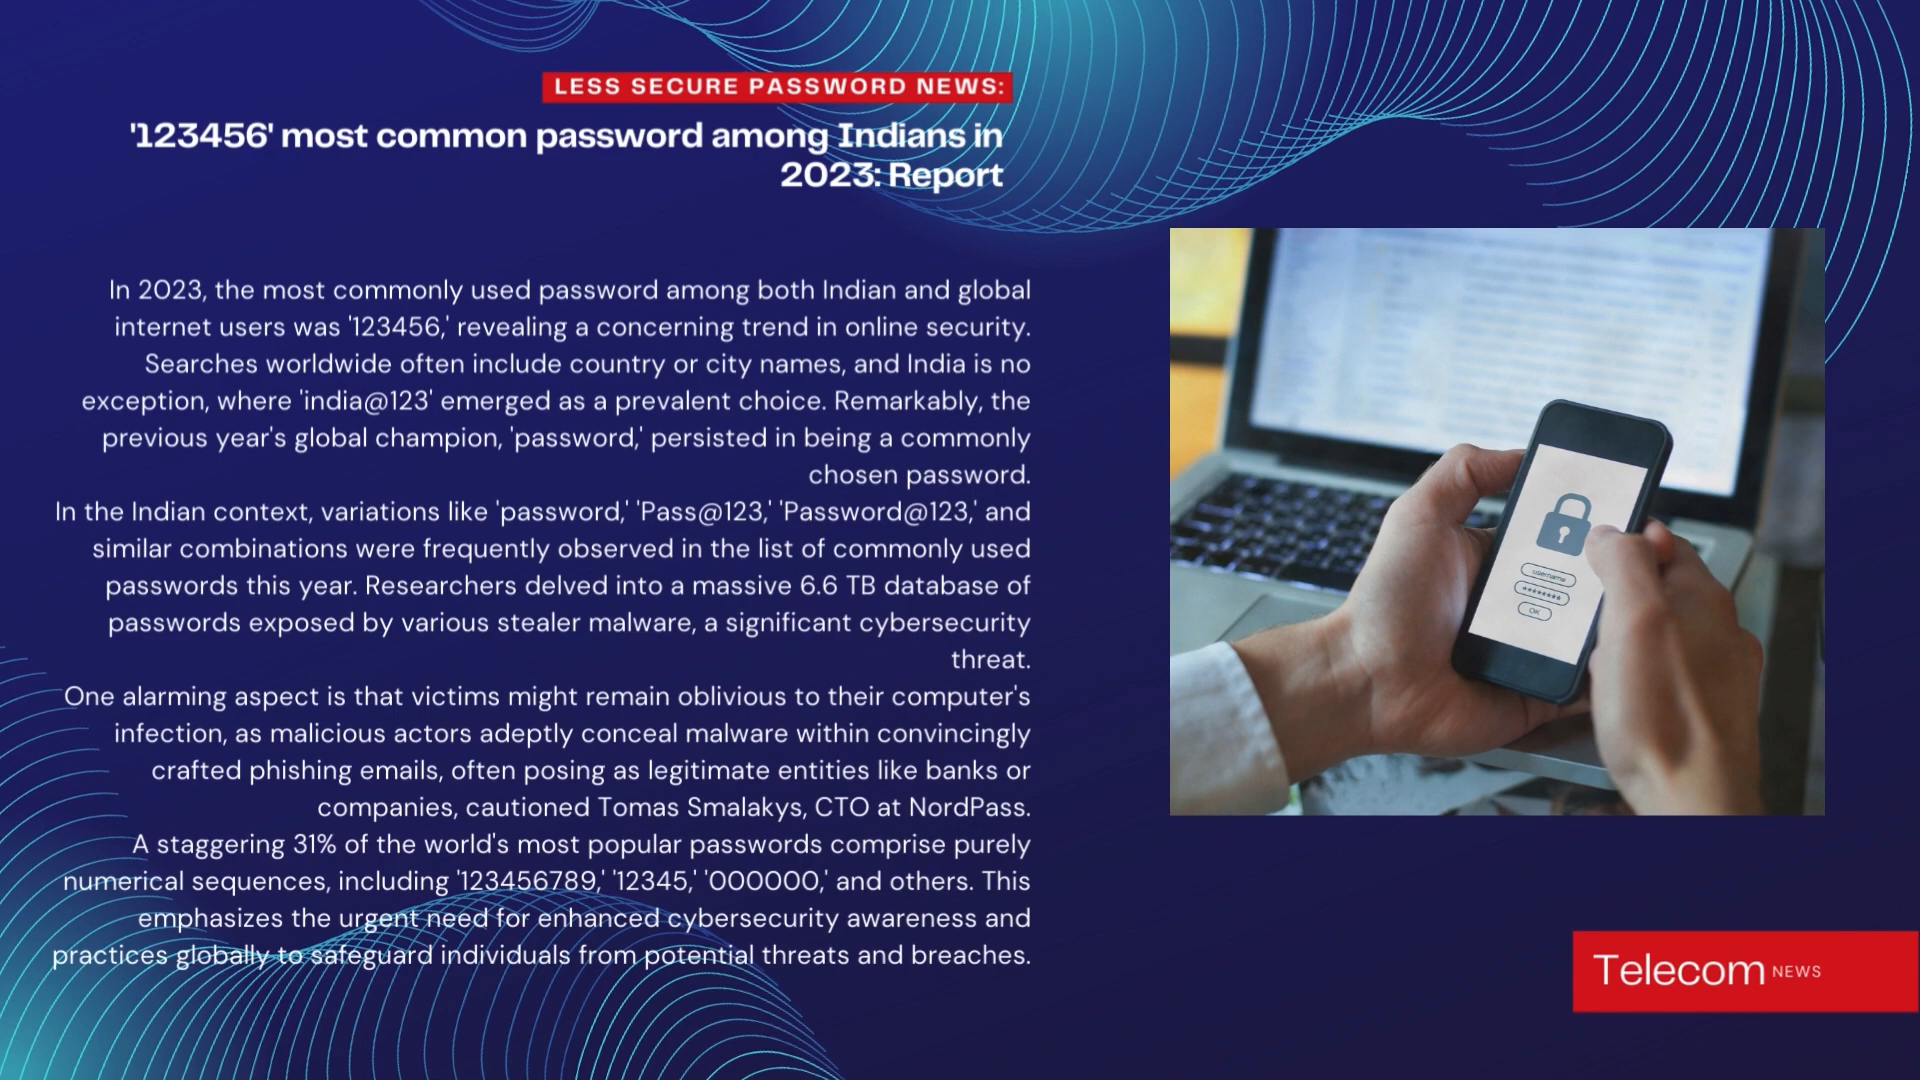 LESS SECURE PASSWORD NEWS:
'123456' most common password among Indians in
2023: Report
In 2023, the most commonly used password among both Indian and global
internet users was '123456,' revealing a concerning trend in online security.
Searches worldwide often include country or city names, and India is no
exception, where 'india@123' emerged as a prevalent choice. Remarkably, the
previous year's global champion, 'password,' persisted in being a commonly
chosen password.
In the Indian context, variations like 'password,' 'Pass@123,' 'Password@123,' and
similar combinations were frequently observed in the list of commonly used
passwords this year. Researchers delved into a massive 6.6 TB database of
passwords exposed by various stealer malware, a significant cybersecurity
threat.
One alarming aspect is that victims might remain oblivious to their computer's
infection, as malicious actors adeptly conceal malware within convincingly
crafted phishing emails, often posing as legitimate entities like banks or
companies, cautioned Tomas Smalakys, CTO at NordPass.
A staggering 31% of the world's most popular passwords comprise purely
numerical sequences, including '123456789,' '12345,' '000000,' and others. This
emphasizes the urgent need for enhanced cybersecurity awareness and
practices globally to safeguard individuals from potential threats and breaches.
username
********
OK
Telecom NEWS